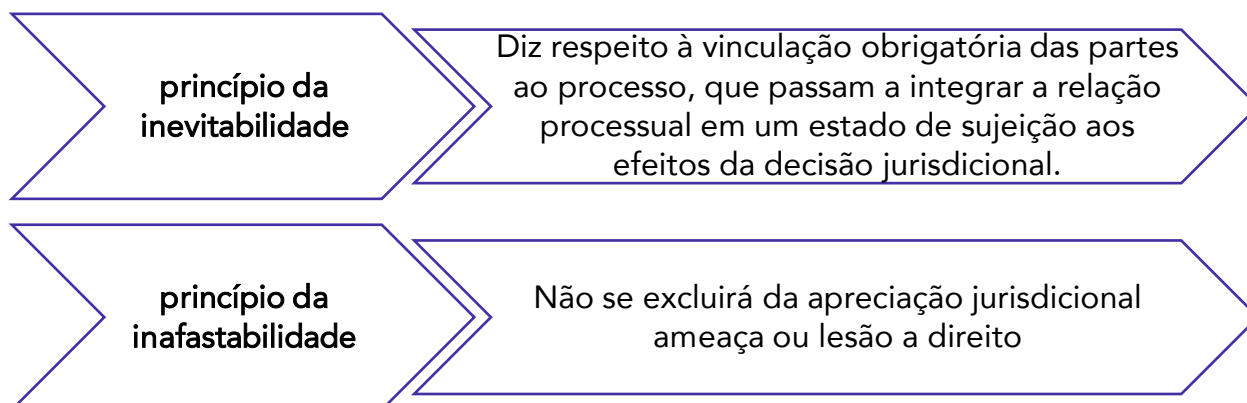 princípio da
inevitabilidade
Diz respeito à vinculação obrigatória das partes
ao processo, que passam a integrar a relação
processual em um estado de sujeição aos
efeitos da decisão jurisdicional.
princípio da
inafastabilidade
Não se excluirá da apreciação jurisdicional
ameaça ou lesão a direito